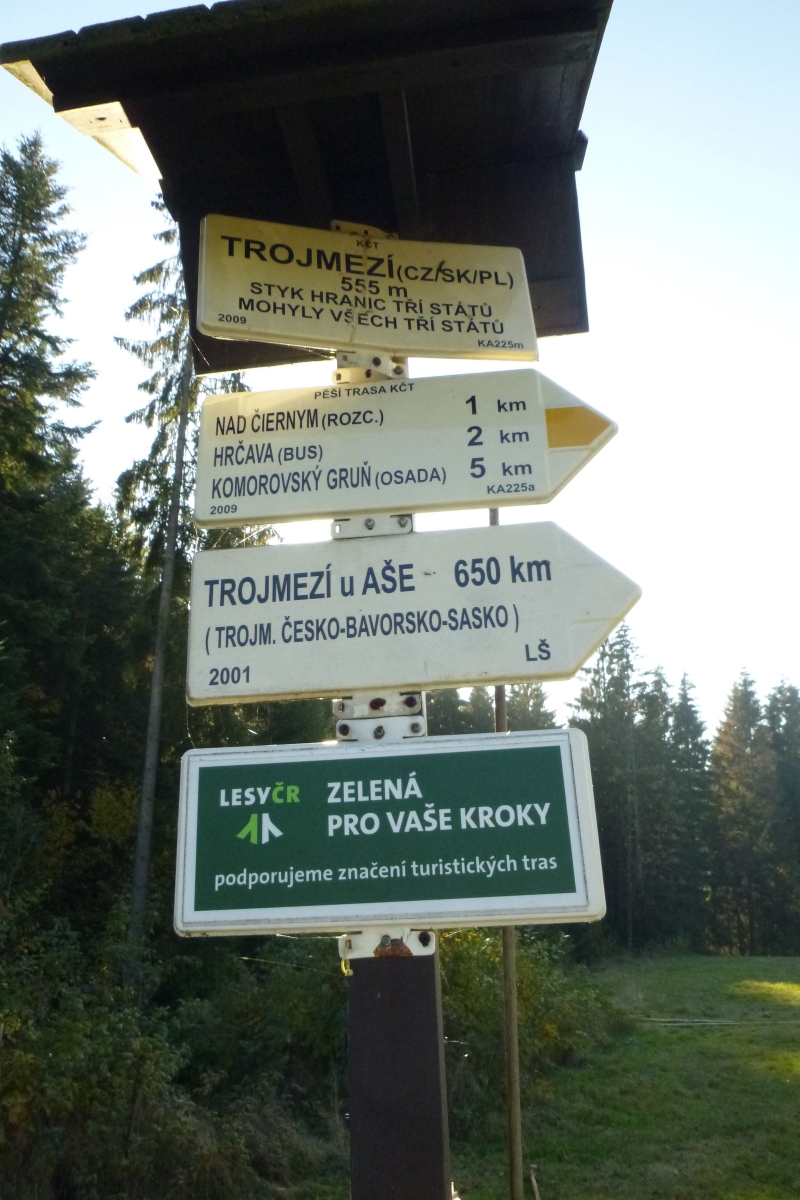 KČT
TROJMEZÍ (CZ/SK/PL)
555 m
STYK HRANIC TŘÍ STÁTŮ
MOHYLY VŠECH TŘÍ STÁTŮ
2009 KA225m
PĚŠÍ TRASA KČT
NAD ČIERNYM (ROZC.) 1 km
HRČAVA (BUS) 2 km
KOMOROVSKÝ GRUŇ (OSADA) 5 km
2009 KA225a
TROJMEZÍ u AŠE - 650 km
(TROJM. ČESKO-BAVORSKO-SASKO)
2001 LŠ
LESY ČR
ZELENÁ
PRO VAŠE KROKY
podporujeme značení turistických tras